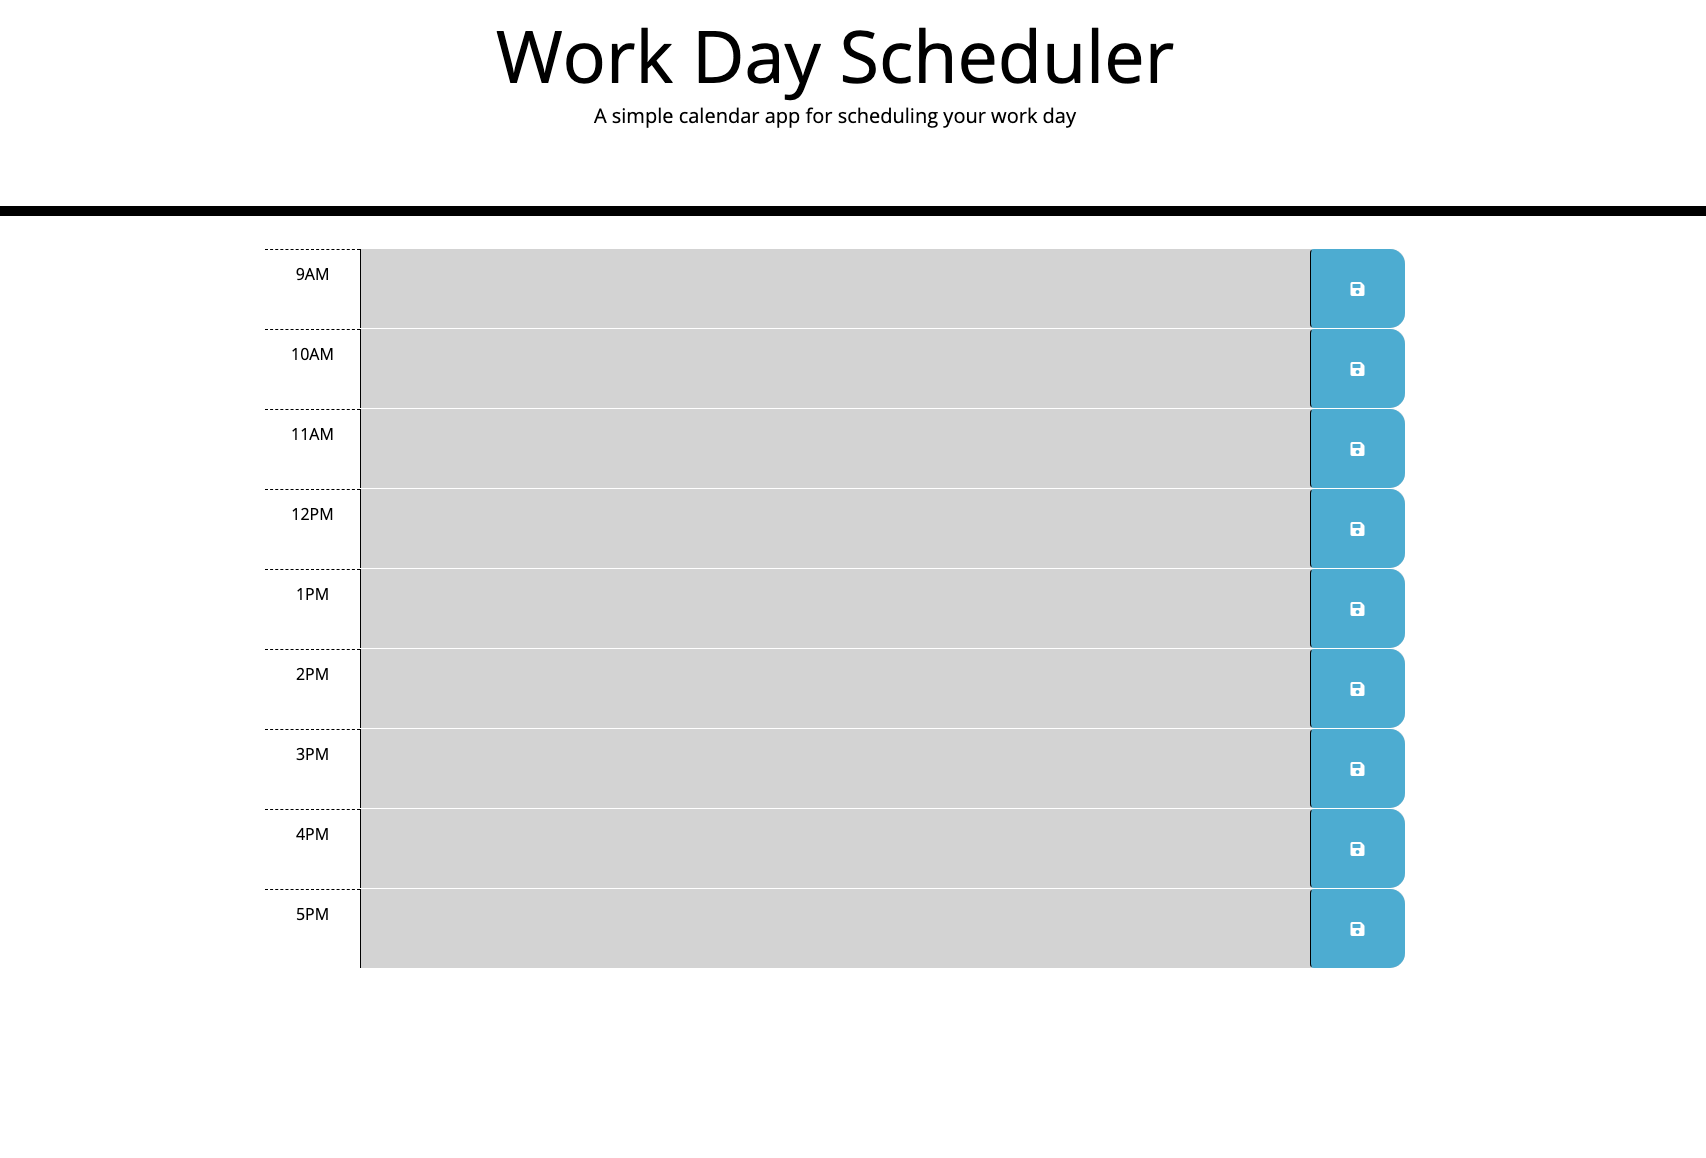 Work Day Scheduler
A simple calendar app for scheduling your work day
9AM
10AM
11AM
12PM
1PM
2PM
3PM
4PM
5PM